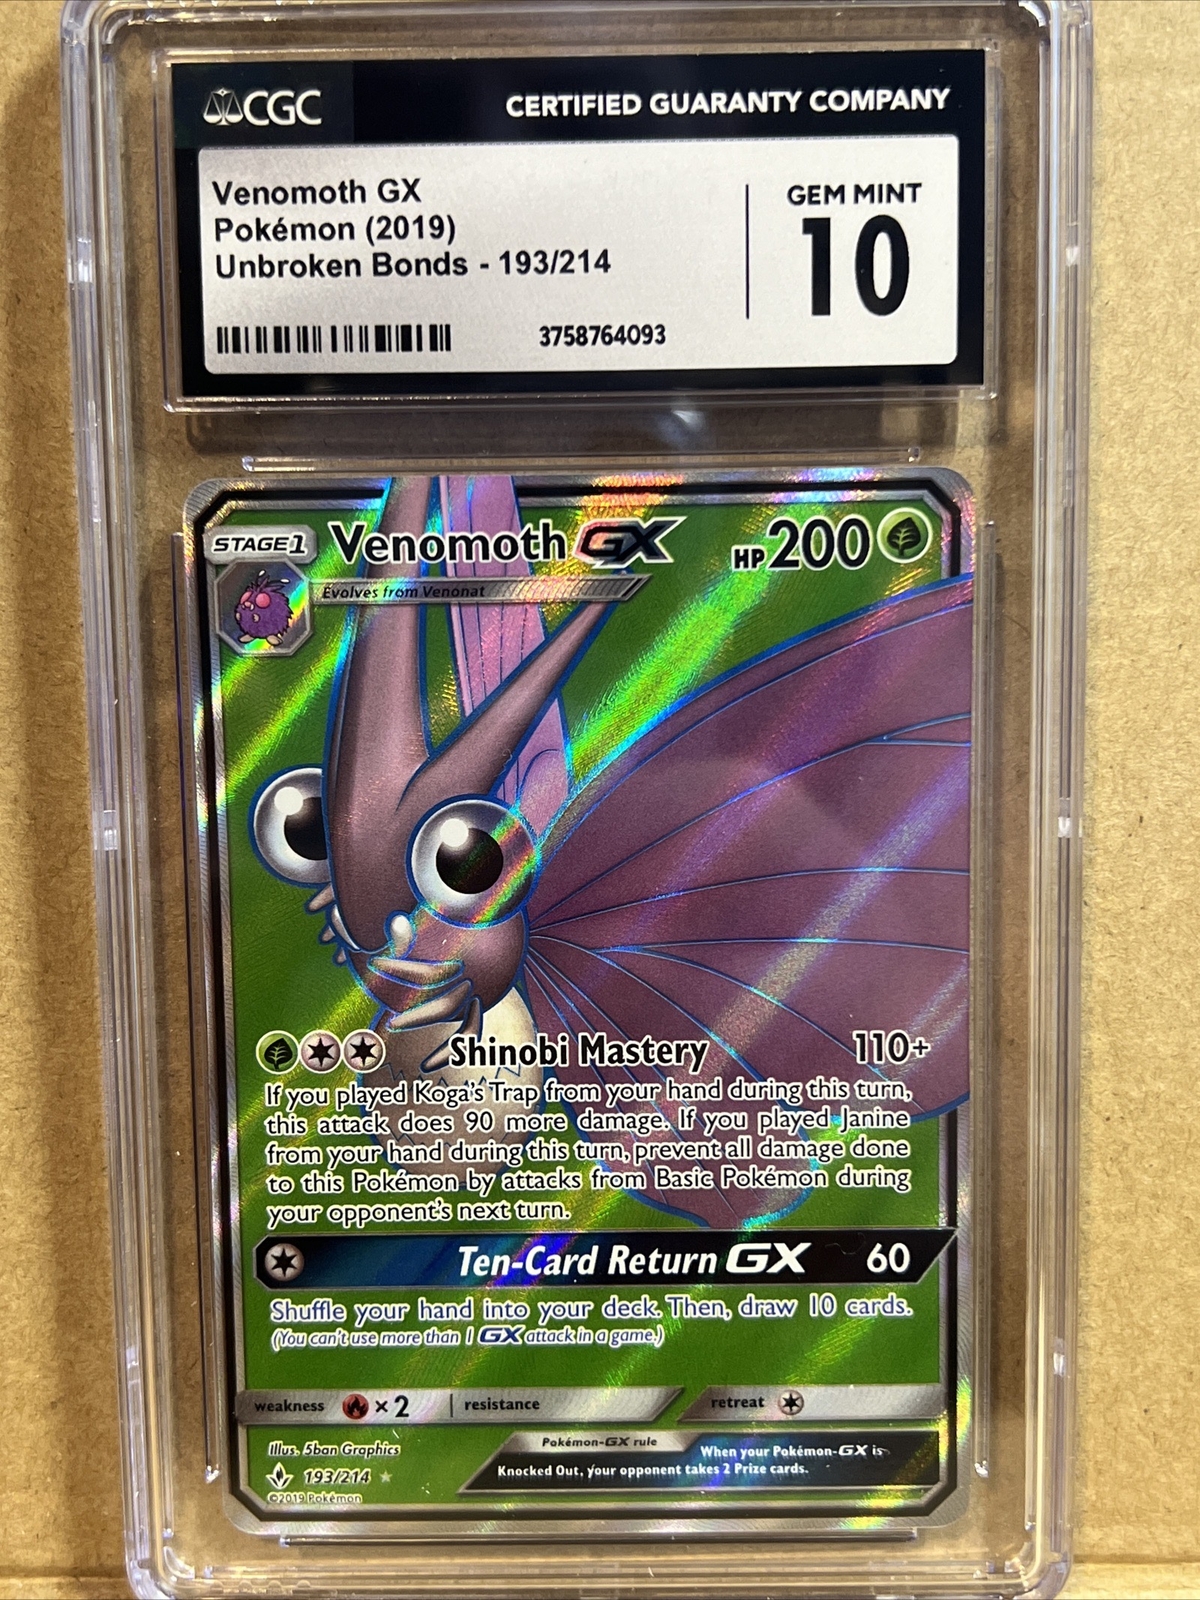 CGC
CERTIFIED GUARANTY COMPANY
Venomoth GX
Pokémon (2019)
Unbroken Bonds - 193/214
3758764093
GEM MINT
10
STAGE 1
Venomoth GX
HP 200
Evolves from Venonat
Shinobi Mastery 110+
If you played Koga's Trap from your hand during this turn,
this attack does 90 more damage. If you played Janine
from your hand during this turn, prevent all damage done
to this Pokémon by attacks from Basic Pokémon during
your opponent's next turn.
Ten-Card Return GX 60
Shuffle your hand into your deck. Then, draw 10 cards.
(You can't use more than 1 GX attack in a game.)
weakness × 2 resistance retreat
Illus. 5ban Graphics
193/214
©2019 Pokémon
Pokémon-GX rule
When your Pokémon-GX is
Knocked Out, your opponent takes 2 Prize cards.